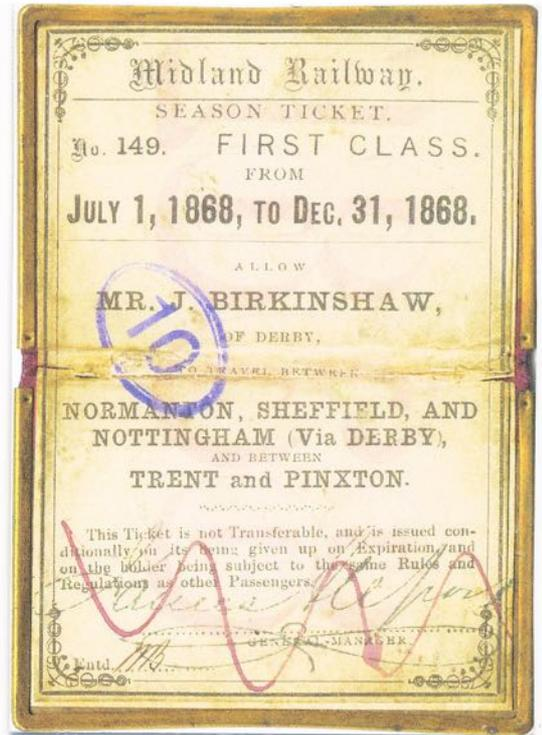 Midland Railway.
SEASON TICKET.
No. 149. FIRST CLASS.
FROM
JULY 1, 1868, TO DEC. 31, 1868.
ALLOW
MR. J. BIRKINSHAW,
OF DERBY,
TO TRAVEL BETWEEN
NORMANTON, SHEFFIELD, AND
NOTTINGHAM (Via DERBY),
AND BETWEEN
TRENT and PINXTON.
This Ticket is not Transferable, and is issued con-
ditionally on its being given up on Expiration, and
on the holder being subject to the same Rules and
Regulations as other Passengers.
GENERAL-MANAGER
Entd.
10